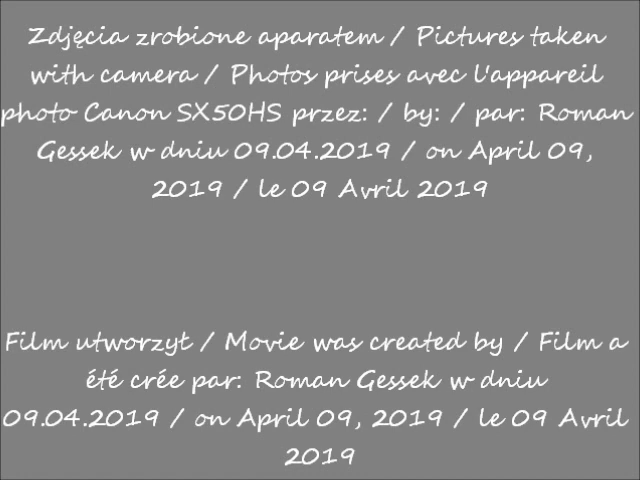 Zdjęcia zrobione aparatem / Pictures taken
with camera / Photos prises avec l'appareil
photo Canon SX50HS przez: / by: / par: Roman
Gessek w dniu 09.04.2019 / on April 09,
2019 / le 09 Avril 2019
Film utworzył / Movie was created by / Film a
été crée par: Roman Gessek w dniu
09.04.2019 / on April 09, 2019 / le 09 Avril
2019